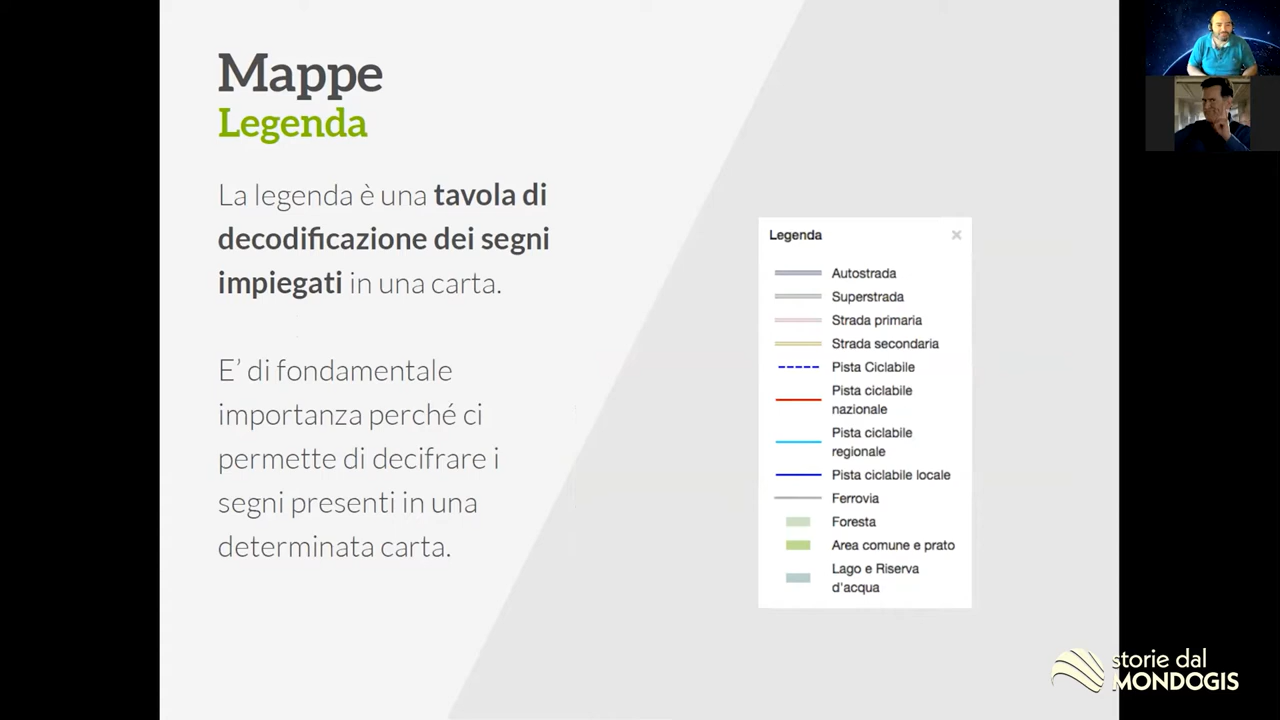 Mappe
Legenda
La legenda è una tavola di
decodificazione dei segni
impiegati in una carta.
E’ di fondamentale
importanza perché ci
permette di decifrare i
segni presenti in una
determinata carta.
Legenda
Autostrada
Superstrada
Strada primaria
Strada secondaria
Pista Ciclabile
Pista ciclabile
nazionale
Pista ciclabile
regionale
Pista ciclabile locale
Ferrovia
Foresta
Area comune e prato
Lago e Riserva
d'acqua
storie dal
MONDOGIS